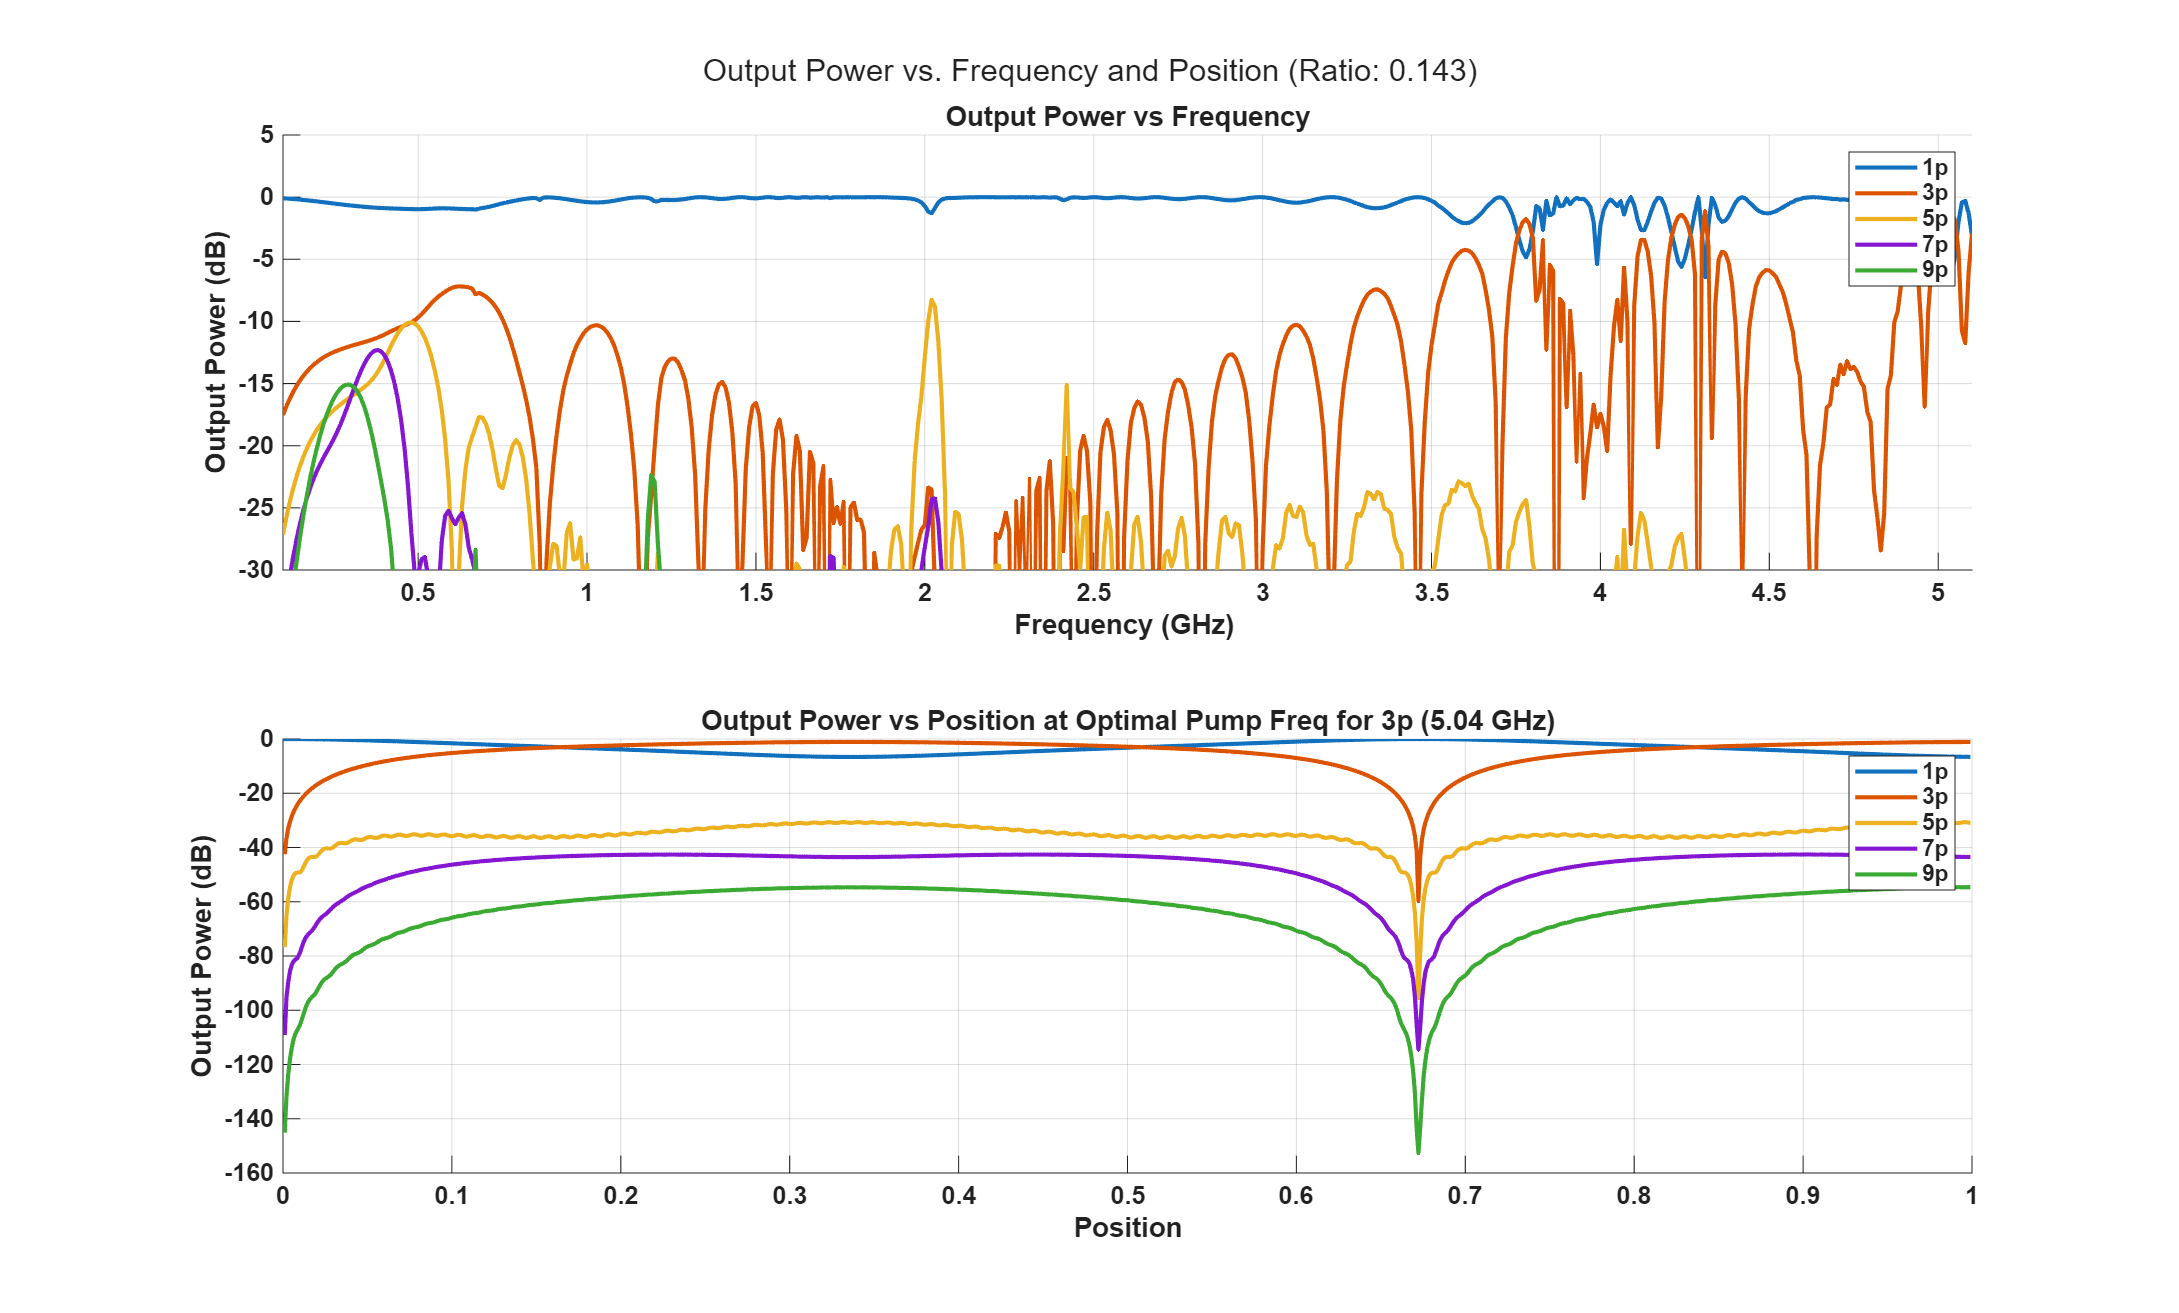 Output Power vs. Frequency and Position (Ratio: 0.143)
Output Power vs Frequency
Output Power (dB)
5
0
-5
-10
-15
-20
-25
-30
0.5 1 1.5 2 2.5 3 3.5 4 4.5 5
Frequency (GHz)
1p
3p
5p
7p
9p
Output Power vs Position at Optimal Pump Freq for 3p (5.04 GHz)
Output Power (dB)
0
-20
-40
-60
-80
-100
-120
-140
-160
0 0.1 0.2 0.3 0.4 0.5 0.6 0.7 0.8 0.9 1
Position
1p
3p
5p
7p
9p